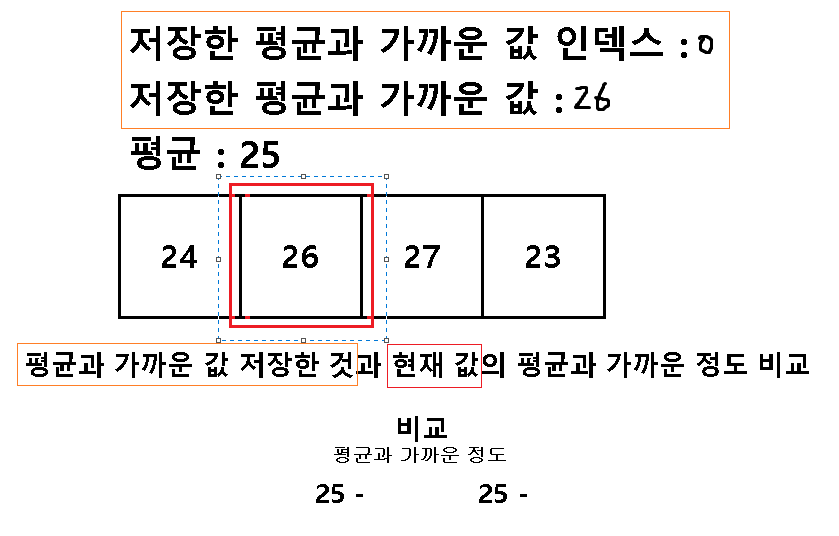 저장한 평균과 가까운 값 인덱스 : 0
저장한 평균과 가까운 값 : 26
평균 : 25
24 26 27 23
평균과 가까운 값 저장한 것과 현재 값의 평균과 가까운 정도 비교
비교
평균과 가까운 정도
25 - 25 -